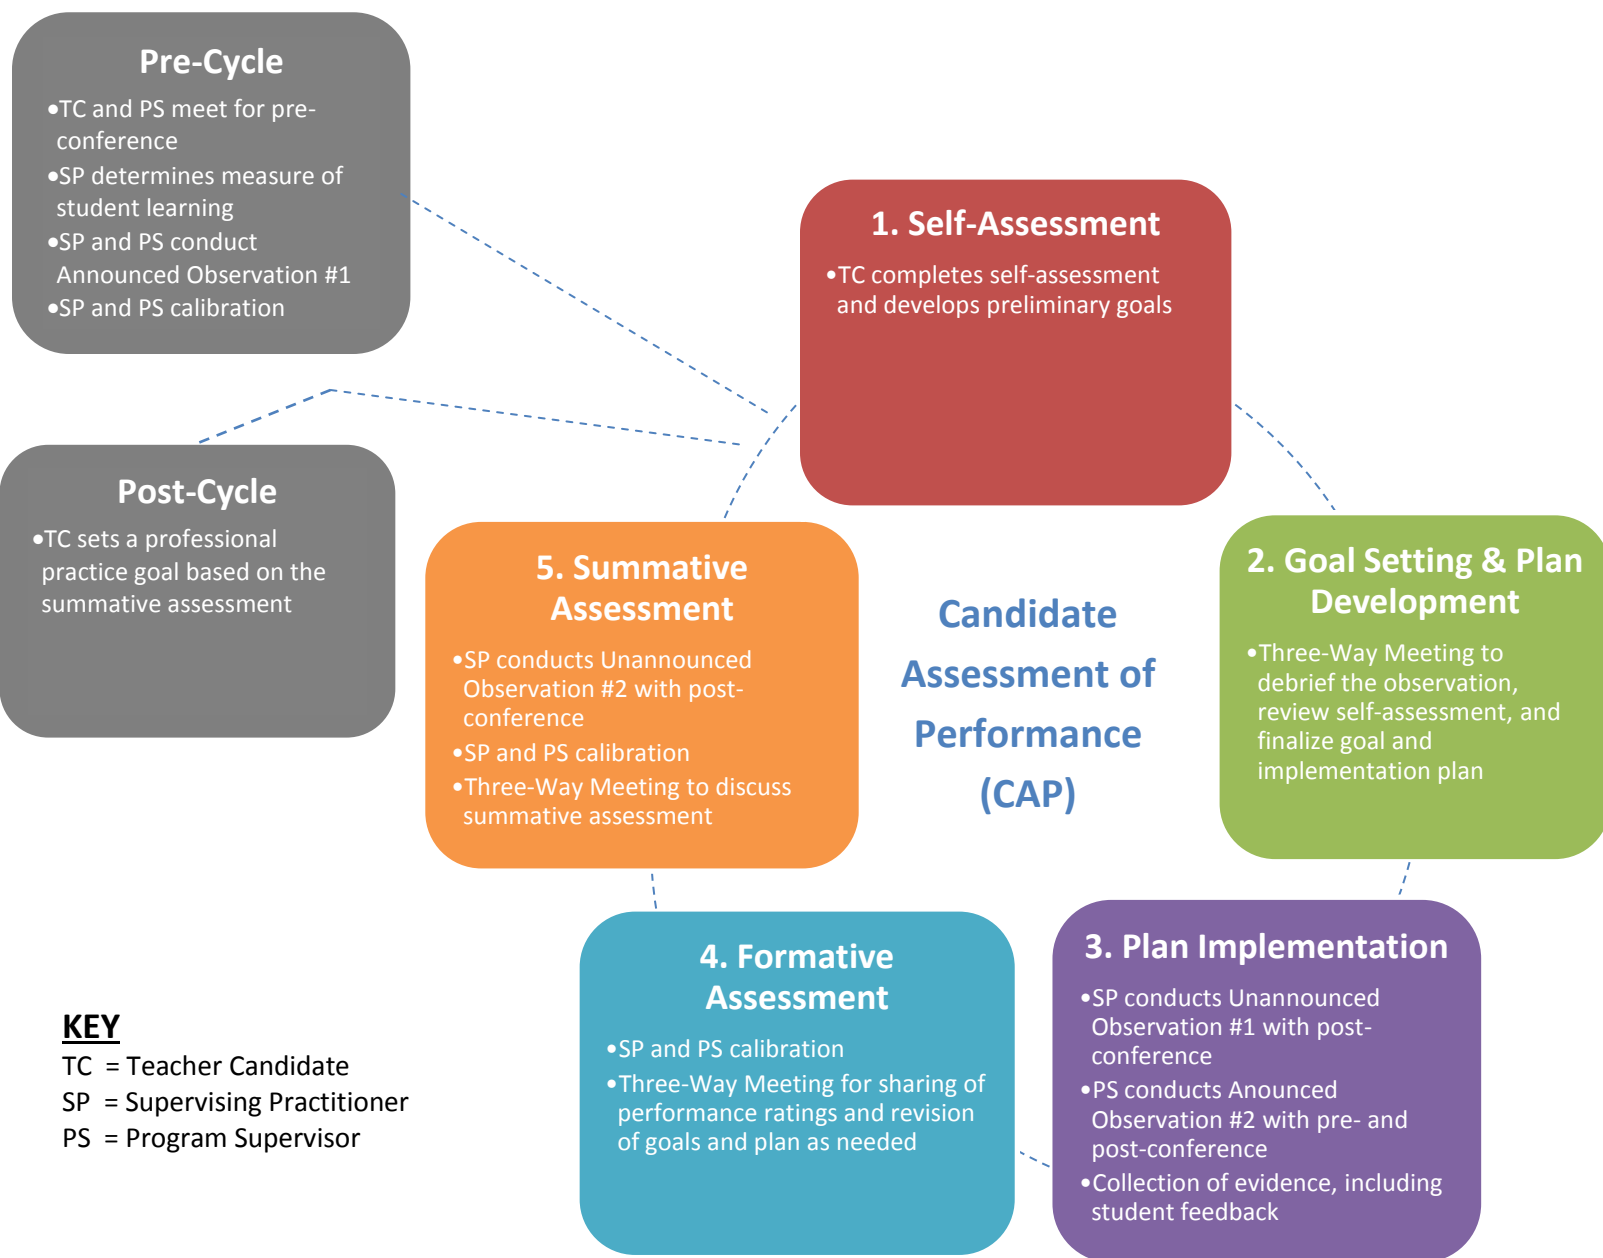 Pre-Cycle
•TC and PS meet for pre-
conference
•SP determines measure of
student learning
•SP and PS conduct
Announced Observation #1
•SP and PS calibration
1. Self-Assessment
•TC completes self-assessment
and develops preliminary goals
Post-Cycle
•TC sets a professional
practice goal based on the
summative assessment
5. Summative
Assessment
•SP conducts Unannounced
Observation #2 with post-
conference
•SP and PS calibration
•Three-Way Meeting to discuss
summative assessment
Candidate
Assessment of
Performance
(CAP)
2. Goal Setting & Plan
Development
•Three-Way Meeting to
debrief the observation,
review self-assessment, and
finalize goal and
implementation plan
4. Formative
Assessment
•SP and PS calibration
•Three-Way Meeting for sharing of
performance ratings and revision
of goals and plan as needed
3. Plan Implementation
•SP conducts Unannounced
Observation #1 with post-
conference
•PS conducts Anounced
Observation #2 with pre- and
post-conference
•Collection of evidence, including
student feedback
KEY
TC = Teacher Candidate
SP = Supervising Practitioner
PS = Program Supervisor